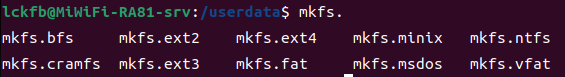 lckfb@MiWiFi-RA81-srv:/userdata$ mkfs.
mkfs.bfs mkfs.ext2 mkfs.ext4 mkfs.minix mkfs.ntfs
mkfs.cramfs mkfs.ext3 mkfs.fat mkfs.msdos mkfs.vfat